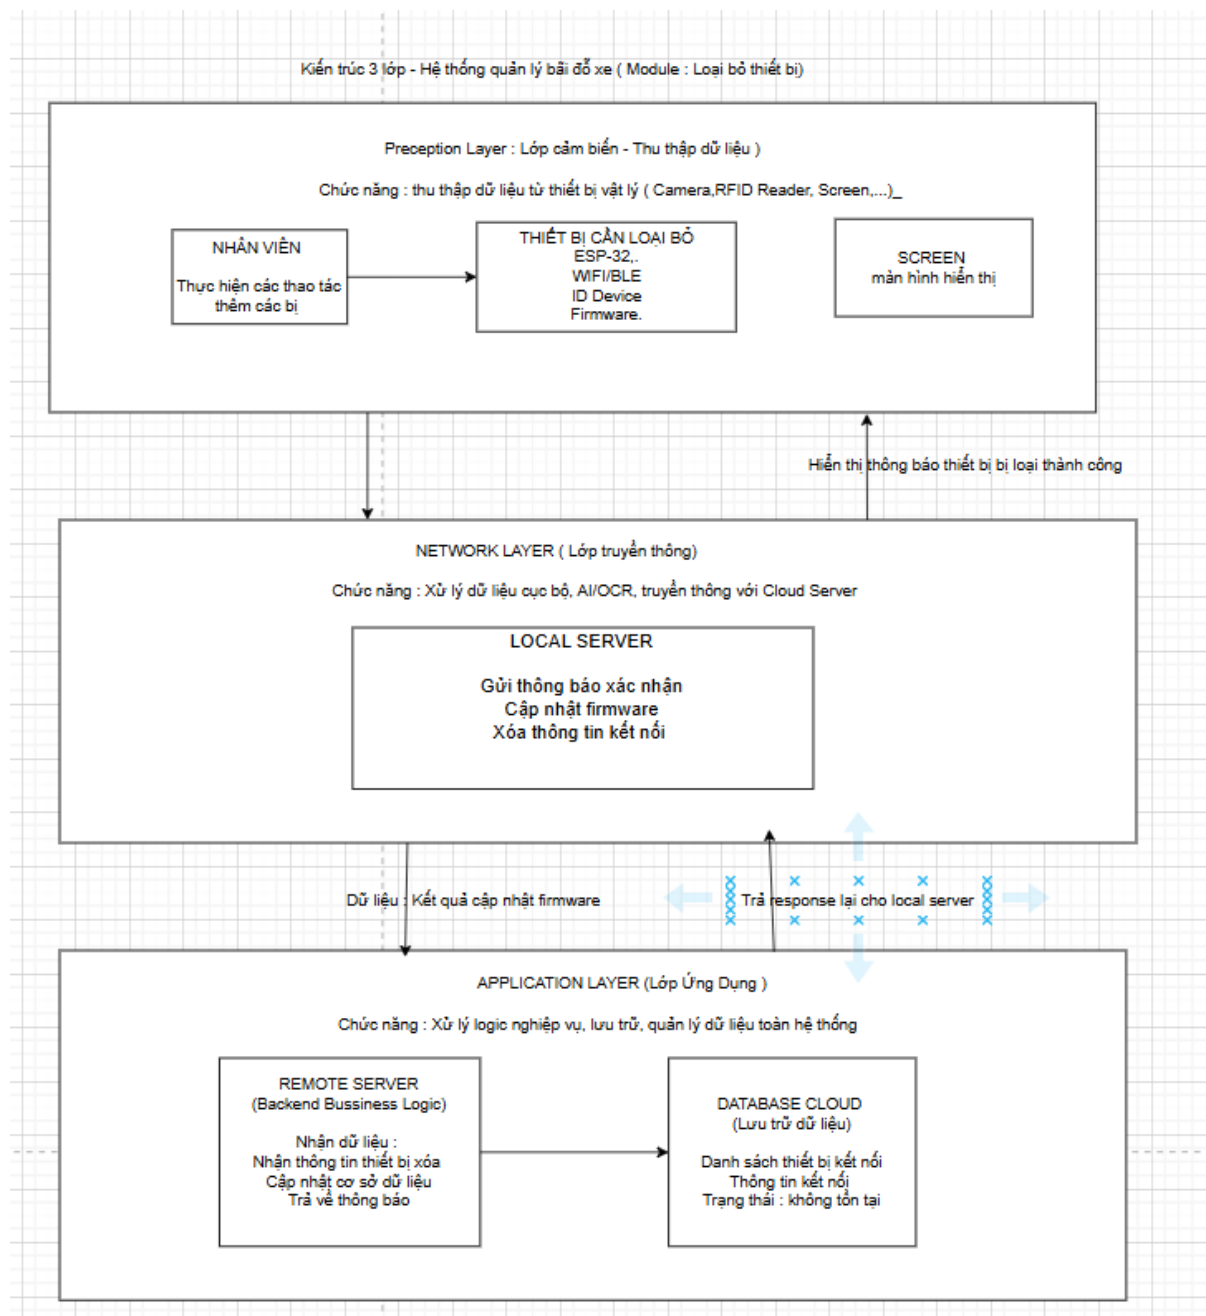 Kiến trúc 3 lớp - Hệ thống quản lý bãi đỗ xe ( Module : Loại bỏ thiết bị)
Preception Layer : Lớp cảm biến - Thu thập dữ liệu )
Chức năng : thu thập dữ liệu từ thiết bị vật lý ( Camera,RFID Reader, Screen,...)_
NHÂN VIÊN
Thực hiện các thao tác
thêm các bị
THIẾT BỊ CẦN LOẠI BỎ
ESP-32,.
WIFI/BLE
ID Device
Firmware.
SCREEN
màn hình hiển thị
Hiển thị thông báo thiết bị bị loại thành công
NETWORK LAYER ( Lớp truyền thông)
Chức năng : Xử lý dữ liệu cục bộ, AI/OCR, truyền thông với Cloud Server
LOCAL SERVER
Gửi thông báo xác nhận
Cập nhật firmware
Xóa thông tin kết nối
Dữ liệu : Kết quả cập nhật firmware
Trả response lại cho local server
APPLICATION LAYER (Lớp Ứng Dụng )
Chức năng : Xử lý logic nghiệp vụ, lưu trữ, quản lý dữ liệu toàn hệ thống
REMOTE SERVER
(Backend Bussiness Logic)
Nhận dữ liệu :
Nhận thông tin thiết bị xóa
Cập nhật cơ sở dữ liệu
Trả về thông báo
DATABASE CLOUD
(Lưu trữ dữ liệu)
Danh sách thiết bị kết nối
Thông tin kết nối
Trạng thái : không tồn tại